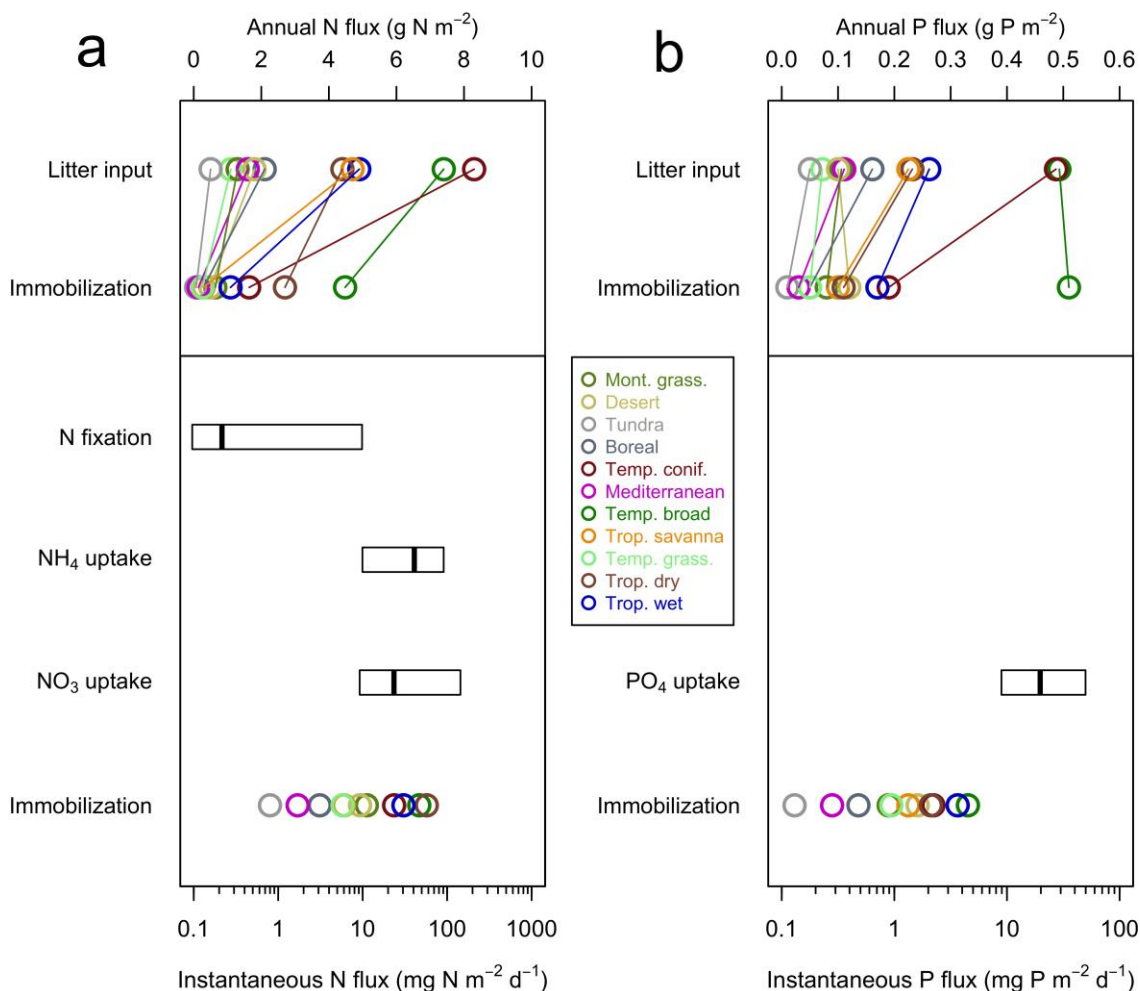 a
Annual N flux (g N m⁻²)
0 2 4 6 8 10
Litter input
Immobilization
N fixation
NH₄ uptake
NO₃ uptake
Immobilization
0.1 1 10 100 1000
Instantaneous N flux (mg N m⁻² d⁻¹)
Mont. grass.
Desert
Tundra
Boreal
Temp. conif.
Mediterranean
Temp. broad
Trop. savanna
Temp. grass.
Trop. dry
Trop. wet
b
Annual P flux (g P m⁻²)
0.0 0.1 0.2 0.3 0.4 0.5 0.6
Litter input
Immobilization
PO₄ uptake
Immobilization
0.1 1 10 100
Instantaneous P flux (mg P m⁻² d⁻¹)